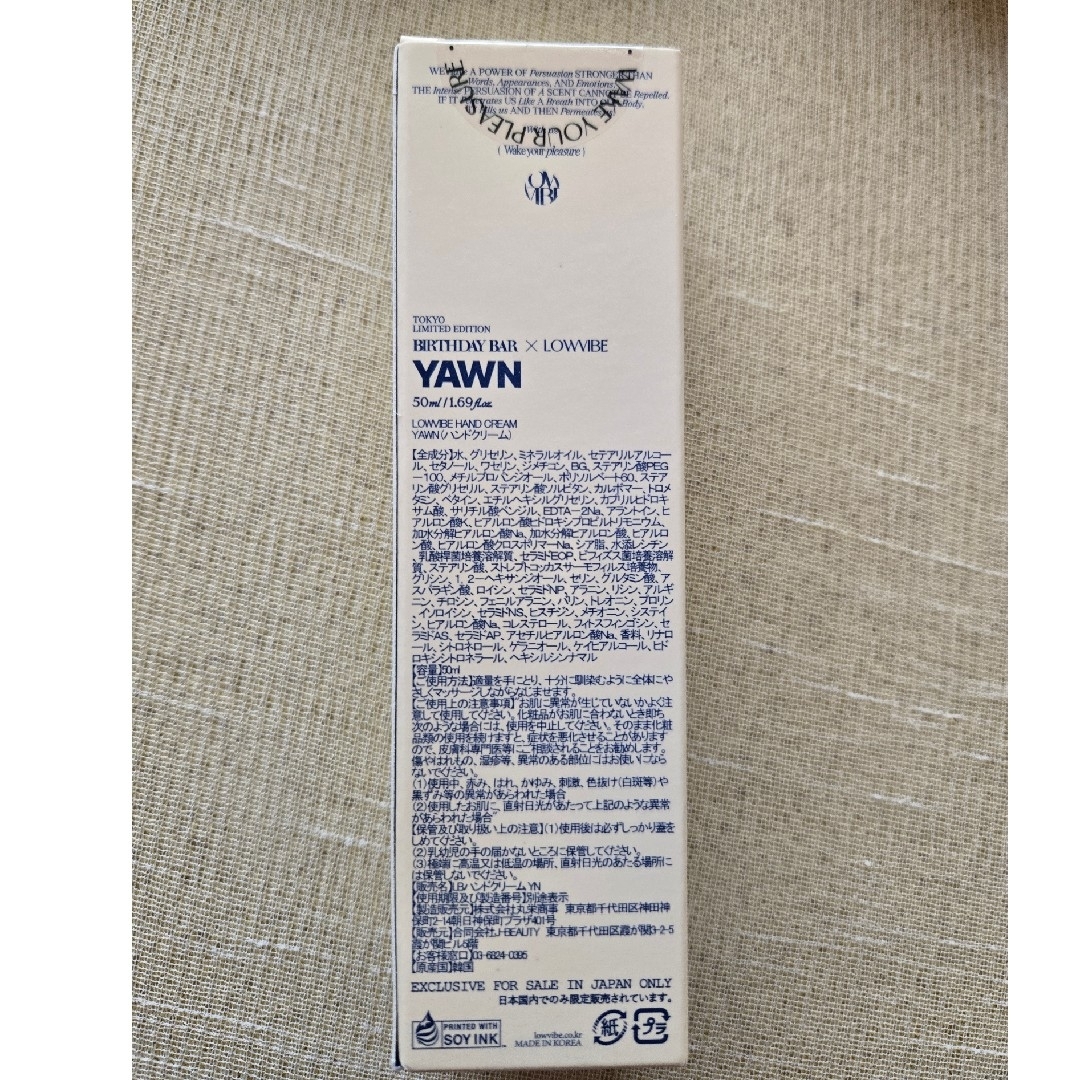 WE A POWER OF Persuasion STRONGER THAN
Words, Appearances, AND Emotions
THE Intense PERSUASION OF A SCENT CANNOT BE Repelled.
IF IT US Like A Breath INTO Body,
US AND THEN
WAKE YOUR PLEASURE
( Wake your pleasure )
TOKYO
LIMITED EDITION
BIRTHDAY BAR × LOWVIBE
YAWN
50ml / 1.69fl.oz.
LOWVIBE HAND CREAM
YAWN(ハンドクリーム)
【全成分】水、グリセリン、ミネラルオイル、セテアリルアルコー
ル、セタノール、ワセリン、ジメチコン、BG、ステアリン酸PEG
－100、メチルプロパンジオール、ポリソルベート60、ステア
リン酸グリセリル、ステアリン酸ソルビタン、カルボマー、トロメ
タミン、ベタイン、エチルヘキシルグリセリン、カプリルヒドロキ
サム酸、サリチル酸ベンジル、EDTA－2Na、アラントイン、ヒ
アルロン酸K、ヒアルロン酸ヒドロキシプロピルトリモニウム、
加水分解ヒアルロン酸Na、加水分解ヒアルロン酸、ヒアルロ
ン酸、ヒアルロン酸クロスポリマーNa、シア脂、水添レシチン
、乳酸桿菌培養溶解質、セラミドEOP、ビフィズス菌培養溶解
質、ステアリン酸、ストレプトコッカスサーモフィルス培養物、
グリシン、1，2－ヘキサンジオール、セリン、グルタミン酸、ア
スパラギン酸、ロイシン、セラミドNP、アラニン、リシン、アルギ
ニン、チロシン、フェニルアラニン、バリン、トレオニン、プロリン
、イソロイシン、セラミドNS、ヒスチジン、メチオニン、システイ
ン、ヒアルロン酸Na、コレステロール、フィトスフィンゴシン、セ
ラミドAS、セラミドAP、アセチルヒアルロン酸Na、香料、リナロ
ール、シトロネロール、ゲラニオール、ケイヒアルコール、ヒド
ロキシシトロネラール、ヘキシルシンナマル
【容量】50ml
【ご使用方法】適量を手にとり、十分に馴染むように全体にや
さしくマッサージしながらなじませます。
【ご使用上の注意事項】"お肌に異常が生じていないかよく注
意して使用してください。化粧品がお肌に合わないとき即ち
次のような場合には、使用を中止してください。そのまま化粧
品類の使用を続けますと、症状を悪化させることがあります
ので、皮膚科専門医等にご相談されることをお勧めします。
傷やはれもの、湿疹等、異常のある部位にはお使いになら
ないでください。
(1)使用中、赤み、はれ、かゆみ、刺激、色抜け(白斑等)や
黒ずみ等の異常があらわれた場合
(2)使用したお肌に、直射日光があたって上記のような異常
があらわれた場合"
【保管及び取り扱い上の注意】(1)使用後は必ずしっかり蓋を
しめてください。
(2)乳幼児の手の届かないところに保管してください。
(3)極端に高温又は低温の場所、直射日光のあたる場所に
は保管しないでください。
【販売名】LBハンドクリーム YN
【使用期限及び製造番号】別途表示
【製造販売元】株式会社丸栄商事 東京都千代田区神田神
保町2-14朝日神保町プラザ401号
【販売元】合同会社J-BEAUTY 東京都千代田区霞が関3-2-5
霞が関ビル5階
【お客様窓口】03-6824-0395
【原産国】韓国
EXCLUSIVE FOR SALE IN JAPAN ONLY
日本国内でのみ限定販売されています。
PRINTED WITH
SOY INK
lowvibe.co.kr
MADE IN KOREA
紙
プラ